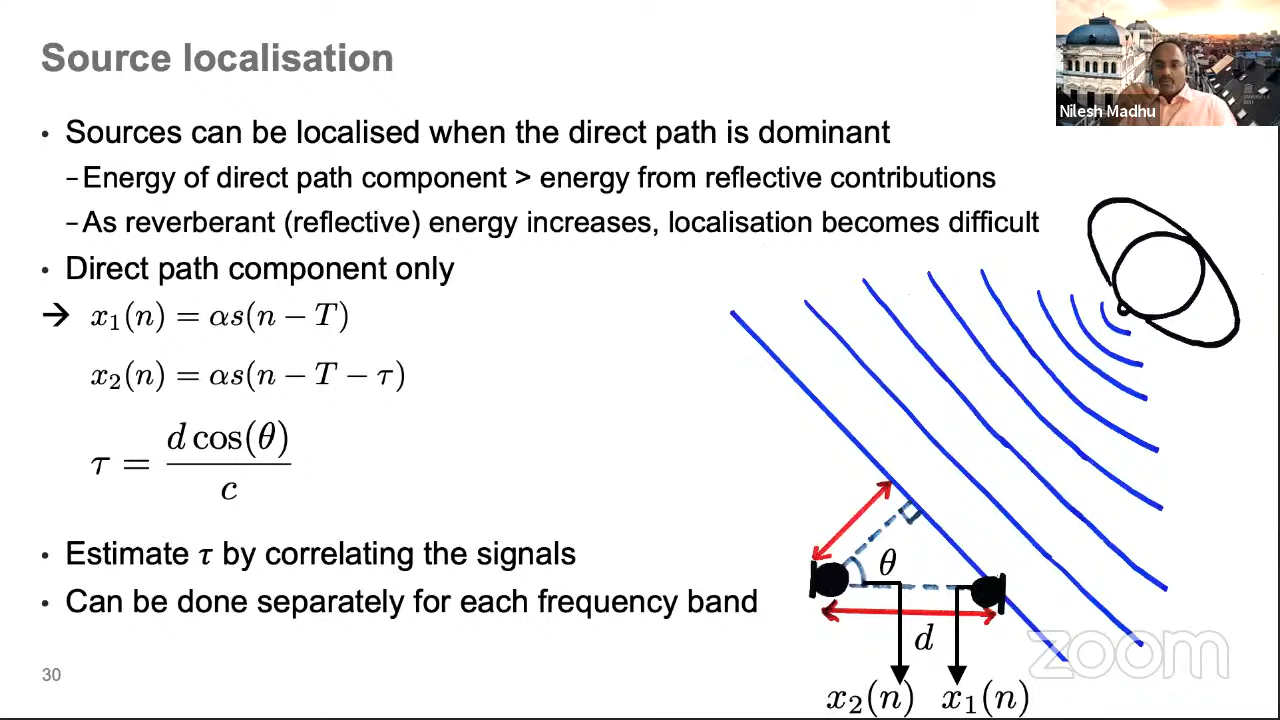 Source localisation
Nilesh Madhu
• Sources can be localised when the direct path is dominant
–Energy of direct path component > energy from reflective contributions
–As reverberant (reflective) energy increases, localisation becomes difficult
• Direct path component only
→ x₁(n) = αs(n − T)
x₂(n) = αs(n − T − τ)
τ = d cos(θ) / c
• Estimate τ by correlating the signals
• Can be done separately for each frequency band
θ
d
x₂(n) x₁(n)
zoom
30